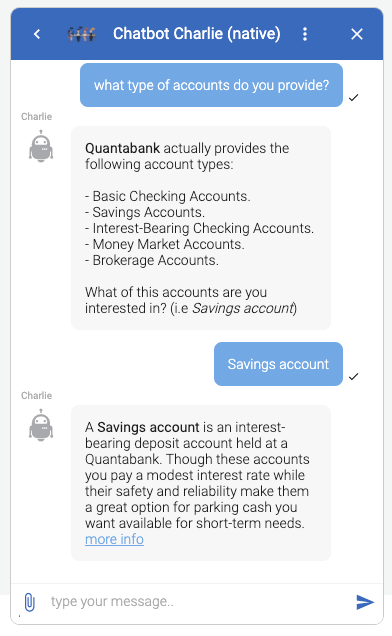 Chatbot Charlie (native)
what type of accounts do you provide?
Charlie
Quantabank actually provides the
following account types:
- Basic Checking Accounts.
- Savings Accounts.
- Interest-Bearing Checking Accounts.
- Money Market Accounts.
- Brokerage Accounts.
What of this accounts are you
interested in? (i.e Savings account)
Savings account
Charlie
A Savings account is an interest-
bearing deposit account held at a
Quantabank. Though these accounts
you pay a modest interest rate while
their safety and reliability make them
a great option for parking cash you
want available for short-term needs.
more info
type your message..